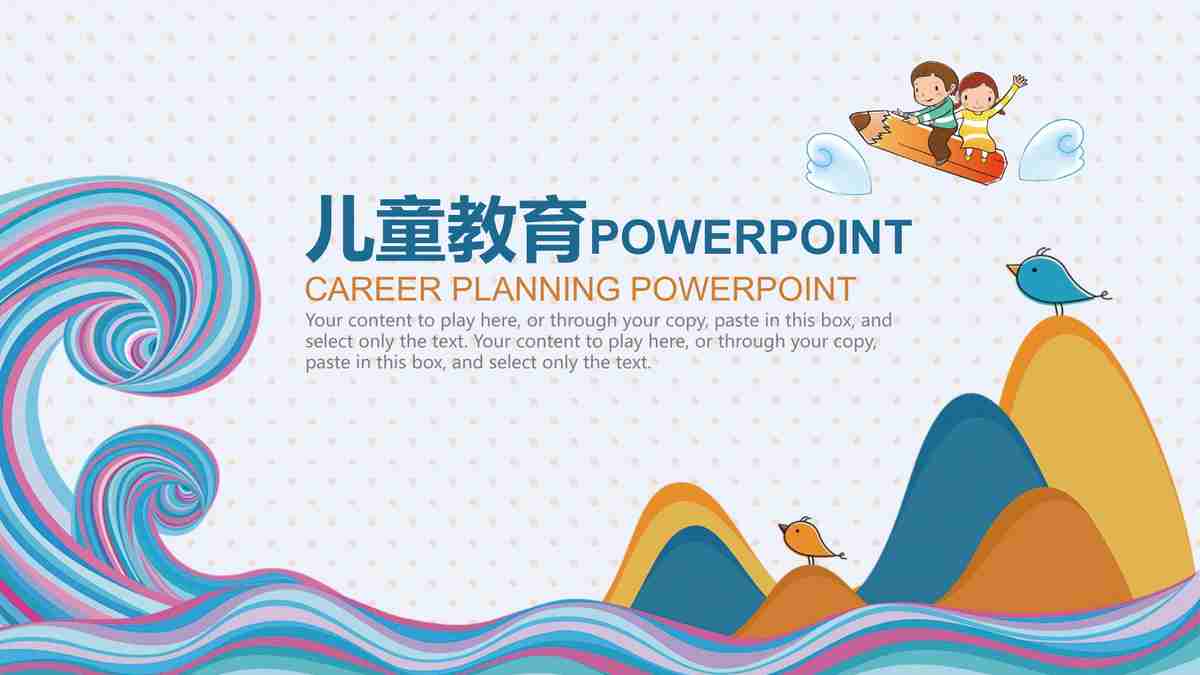 儿童教育POWERPOINT
CAREER PLANNING POWERPOINT
Your content to play here, or through your copy, paste in this box, and
select only the text. Your content to play here, or through your copy,
paste in this box, and select only the text.